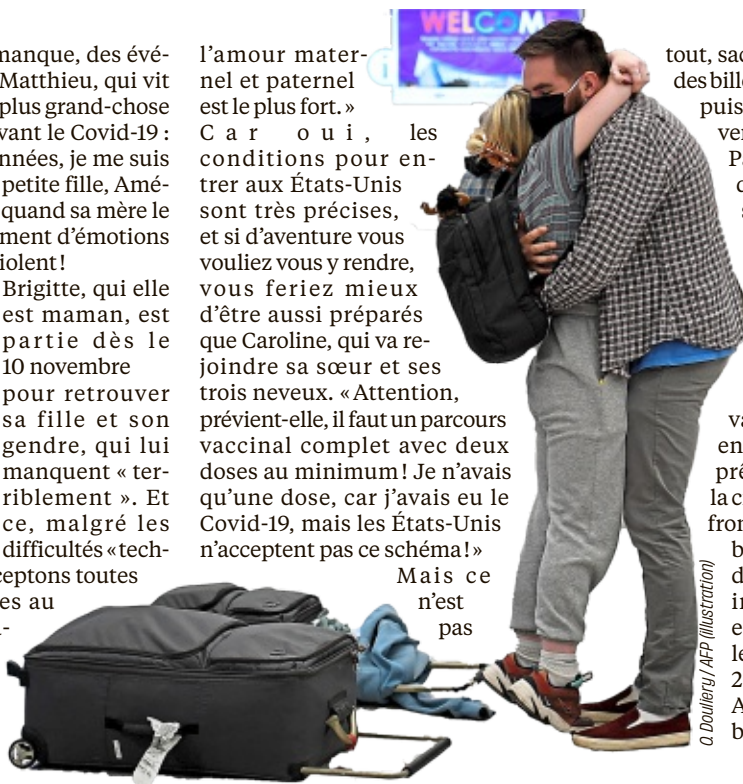 manque, des évé-
Matthieu, qui vit
plus grand-chose
vant le Covid-19 :
nnées, je me suis
petite fille, Amé-
quand sa mère le
ment d'émotions
iolent !
Brigitte, qui elle
est maman, est
partie dès le
10 novembre
pour retrouver
sa fille et son
gendre, qui lui
manquent « ter-
riblement ». Et
ce, malgré les
difficultés « tech-
ceptons toutes
es au
l'amour mater-
nel et paternel
est le plus fort. »
Car oui, les
conditions pour en-
trer aux États-Unis
sont très précises,
et si d'aventure vous
vouliez vous y rendre,
vous feriez mieux
d'être aussi préparés
que Caroline, qui va re-
joindre sa sœur et ses
trois neveux. « Attention,
prévient-elle, il faut un parcours
vaccinal complet avec deux
doses au minimum ! Je n'avais
qu'une dose, car j'avais eu le
Covid-19, mais les États-Unis
n'acceptent pas ce schéma ! »
Mais ce
n'est
pas
WELCOME
tout, sac
des bille
puis
ver
va
en
prê
la c
fron
b
d
i
e
le
2
A
b
O. Douliery / AFP (illustration)